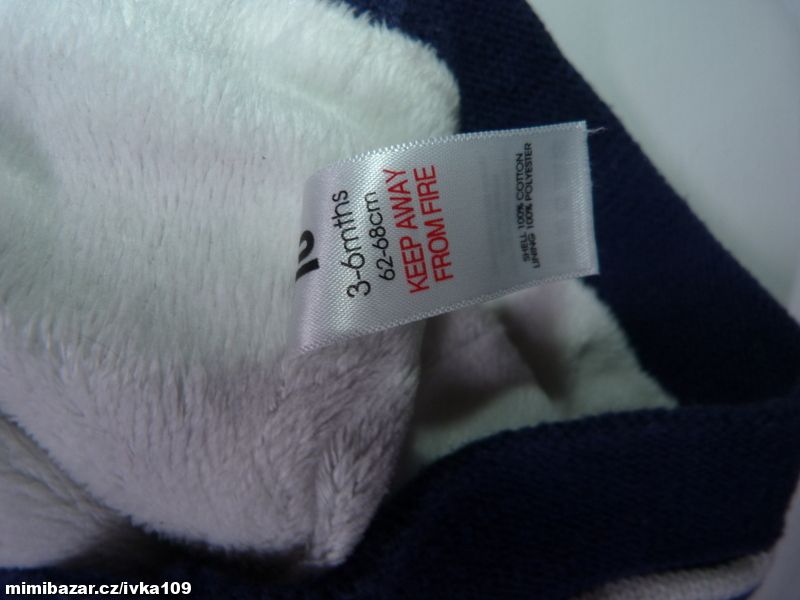 3-6mths
62-68cm
KEEP AWAY
FROM FIRE
SHELL 100% COTTON
LINING 100% POLYESTER
mimibazar.cz/ivka109